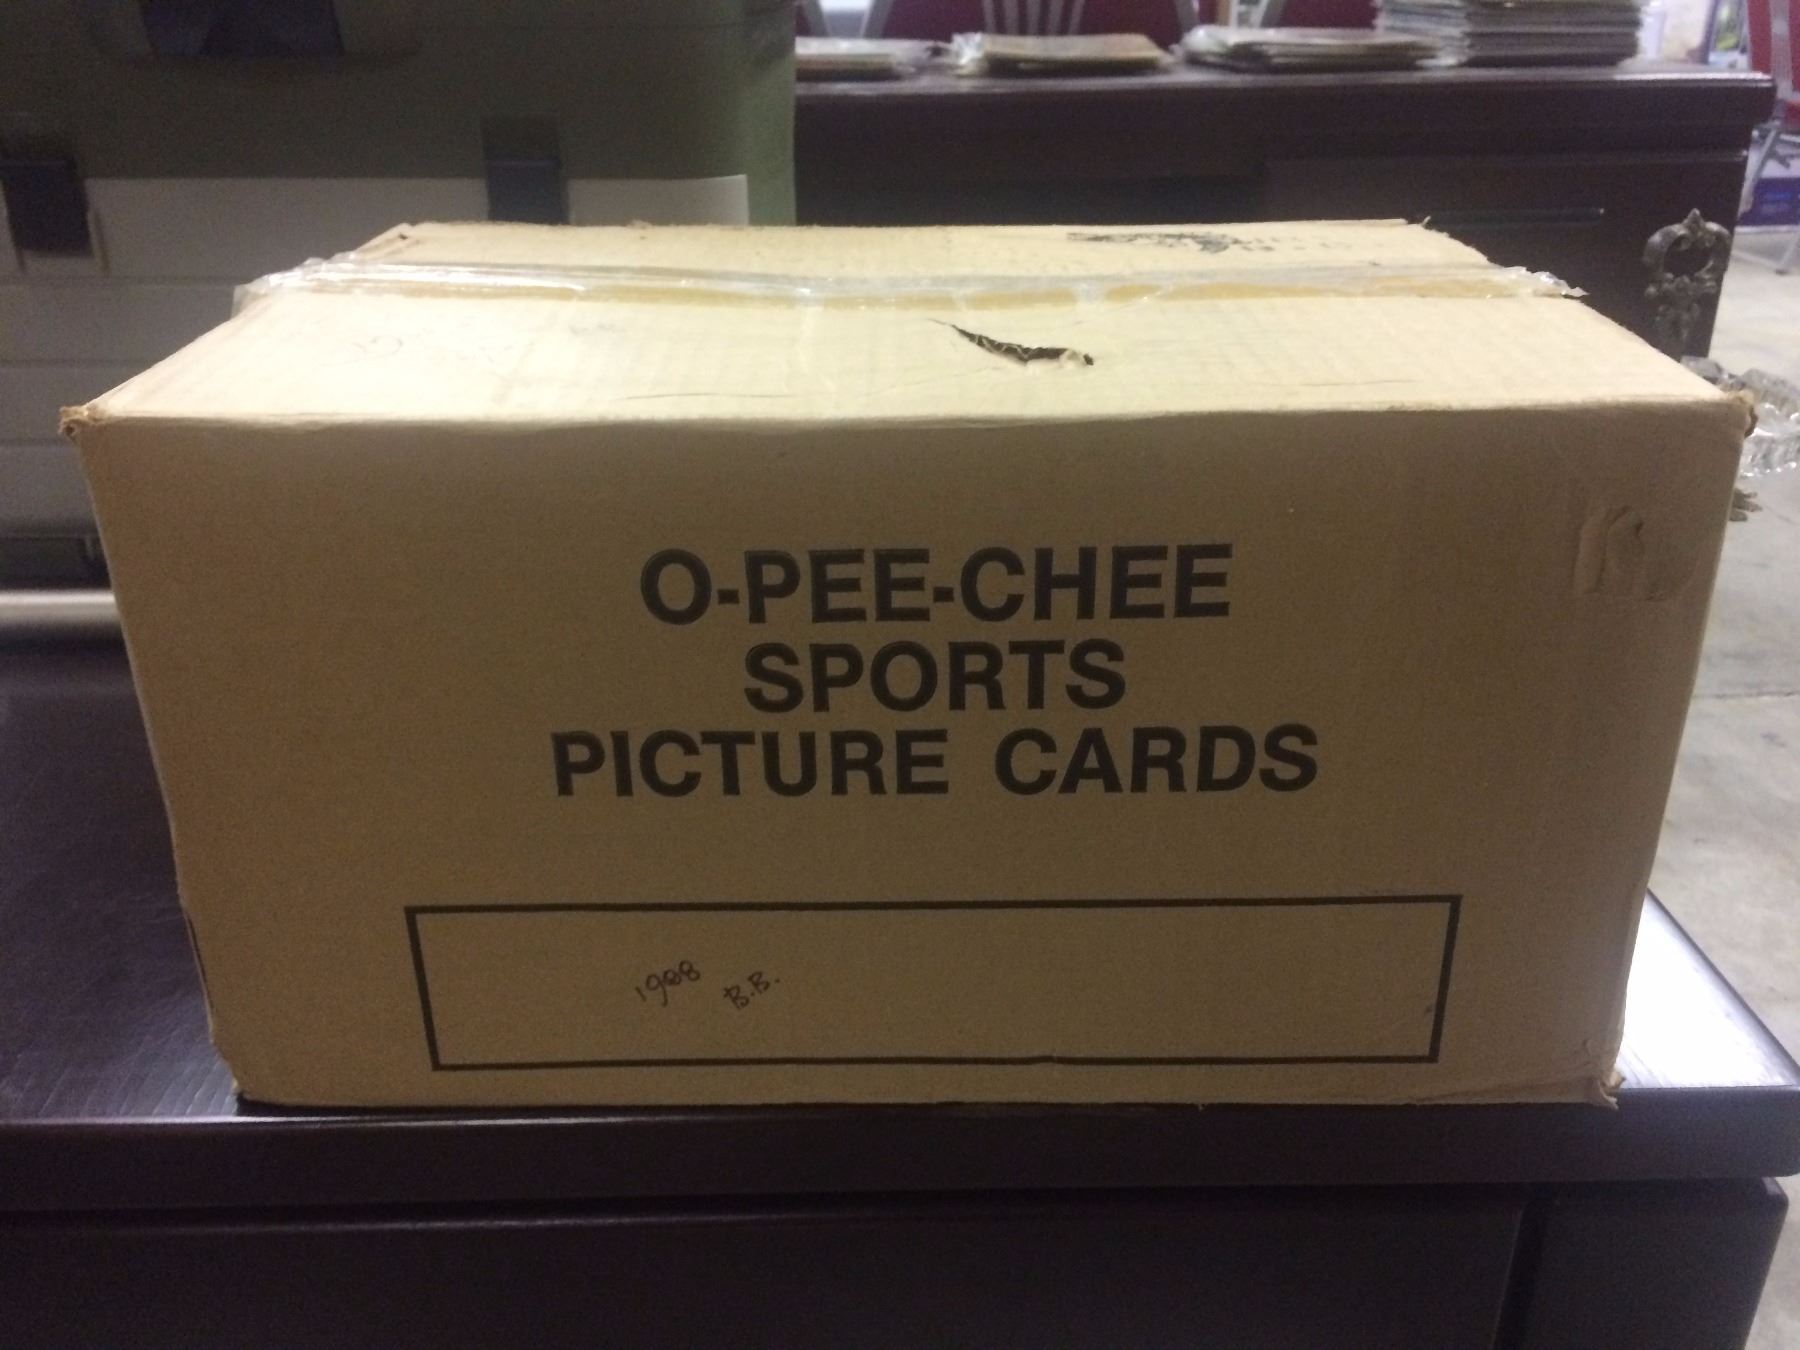 O-PEE-CHEE
SPORTS
PICTURE CARDS
1988 B.B.